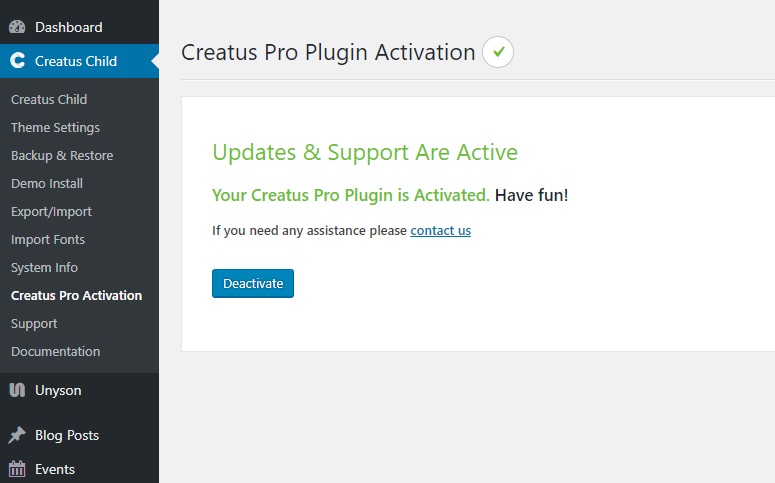 Dashboard
Creatus Child
Creatus Child
Theme Settings
Backup & Restore
Demo Install
Export/Import
Import Fonts
System Info
Creatus Pro Activation
Support
Documentation
Unyson
Blog Posts
Events
Creatus Pro Plugin Activation
Updates & Support Are Active
Your Creatus Pro Plugin is Activated. Have fun!
If you need any assistance please contact us
Deactivate